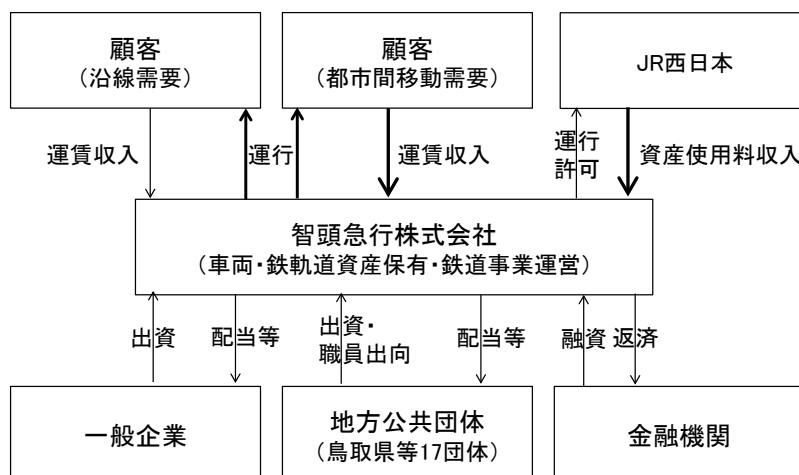 顧客
（沿線需要）
顧客
（都市間移動需要）
JR西日本
運賃収入
運行
運賃収入
運行
許可
資産使用料収入
智頭急行株式会社
（車両・鉄軌道資産保有・鉄道事業運営）
出資
配当等
出資・
職員出向
配当等
融資
返済
一般企業
地方公共団体
（鳥取県等17団体）
金融機関